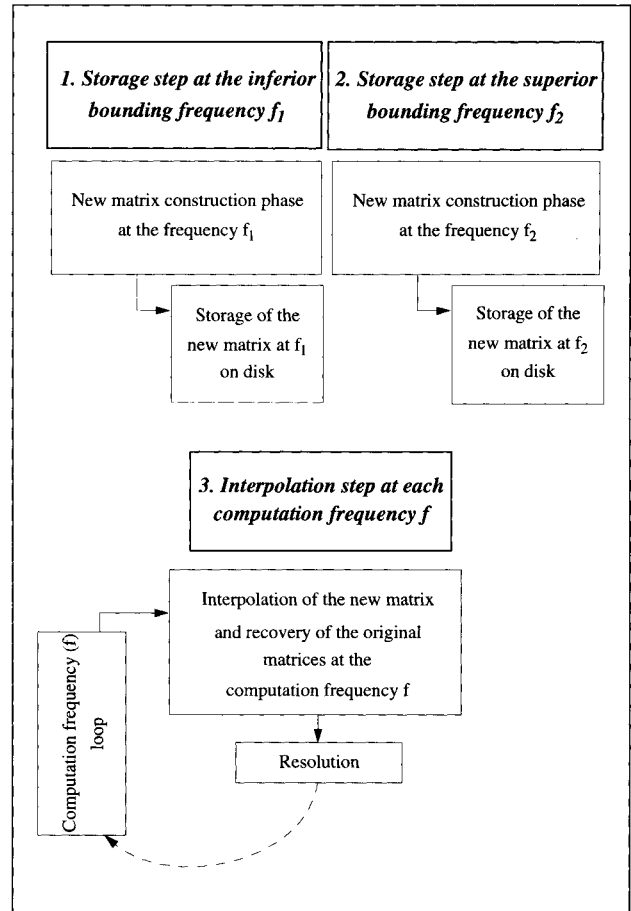 1. Storage step at the inferior
bounding frequency f1
2. Storage step at the superior
bounding frequency f2
New matrix construction phase
at the frequency f1
New matrix construction phase
at the frequency f2
Storage of the
new matrix at f1
on disk
Storage of the
new matrix at f2
on disk
3. Interpolation step at each
computation frequency f
Interpolation of the new matrix
and recovery of the original
matrices at the
computation frequency f
Computation frequency (f)
loop
Resolution